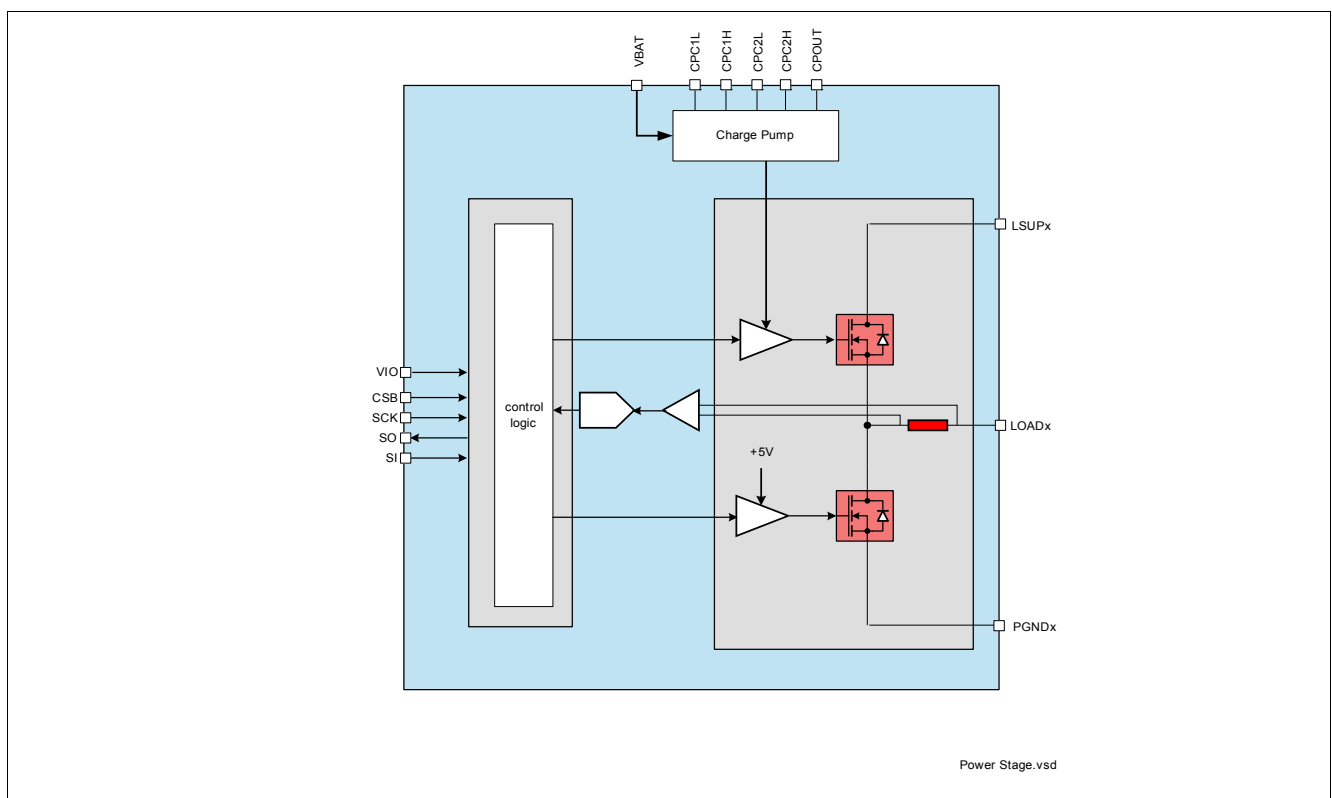 VBAT
CPC1L
CPC1H
CPC2L
CPC2H
CPOUT
Charge Pump
LSUPx
VIO
CSB
SCK
SO
SI
control
logic
LOADx
+5V
PGNDx
Power Stage.vsd